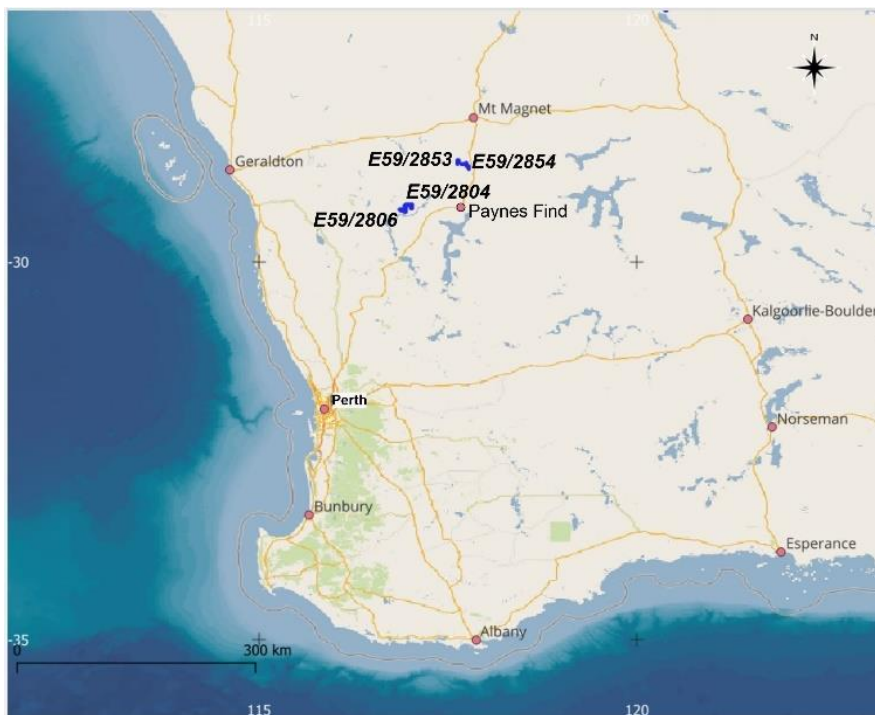 115
120
N
Mt Magnet
E59/2853
E59/2854
Geraldton
E59/2804
E59/2806
Paynes Find
-30
Kalgoorlie-Boulder
Perth
Norseman
Bunbury
Esperance
Albany
-35
0
300 km
115
120